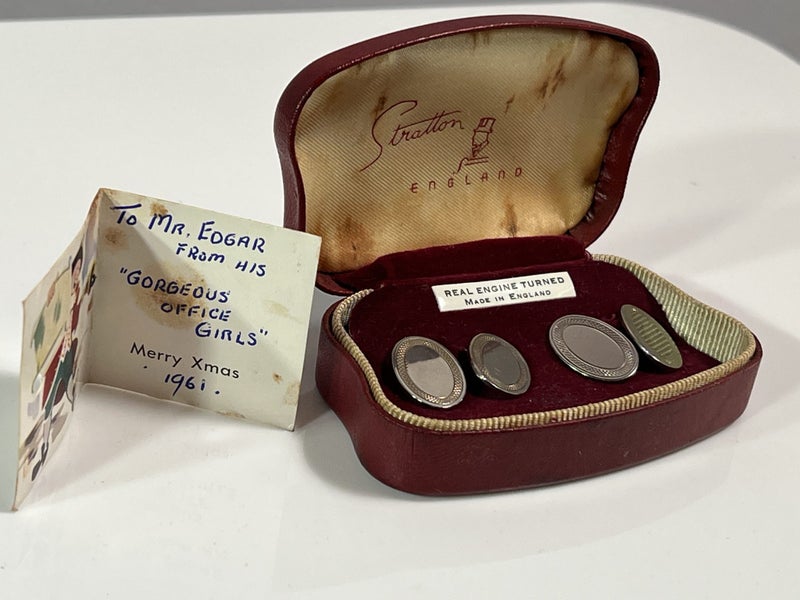 To MR. EDGAR
FROM HIS
"GORGEOUS
OFFICE
GIRLS"
Merry Xmas
. 1961 .
Stratton
ENGLAND
REAL ENGINE TURNED
MADE IN ENGLAND